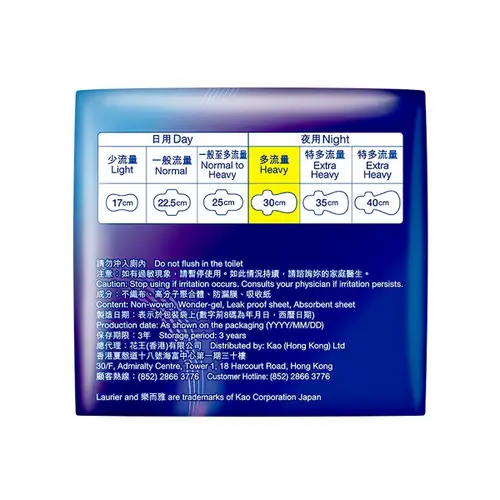 日用 Day
夜用 Night
少流量 Light
一般流量 Normal
一般至多流量 Normal to Heavy
多流量 Heavy
特多流量 Extra Heavy
特多流量 Extra Heavy
17cm
22.5cm
25cm
30cm
35cm
40cm
請勿沖入廁內 Do not flush in the toilet
注意：如有過敏現象，請暫停使用。如此情況持續，請諮詢妳的家庭醫生。
Caution: Stop using if irritation occurs. Consults your physician if irritation persists.
成分：不織布、高分子聚合體、防漏膜、吸收紙
Content: Non-woven, Wonder-gel, Leak proof sheet, Absorbent sheet
製造日期：表示於包裝袋上(數字前8碼為年月日，西曆日期)
Production date: As shown on the packaging (YYYY/MM/DD)
保存期限：3年 Storage period: 3 years
總代理：花王(香港)有限公司 Distributed by: Kao (Hong Kong) Ltd
香港夏慤道十八號海富中心第一期三十樓
30/F, Admiralty Centre, Tower 1, 18 Harcourt Road, Hong Kong
顧客熱線：(852) 2866 3776 Customer Hotline: (852) 2866 3776
Laurier and 樂而雅 are trademarks of Kao Corporation Japan